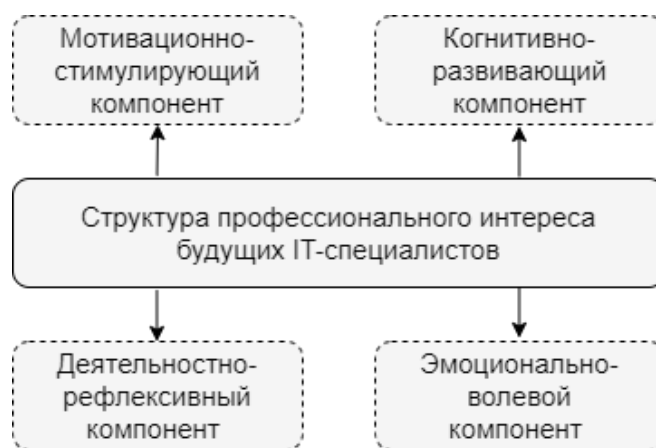 Мотивационно-
стимулирующий
компонент
Когнитивно-
развивающий
компонент
Структура профессионального интереса
будущих IT-специалистов
Деятельностно-
рефлексивный
компонент
Эмоционально-
волевой
компонент